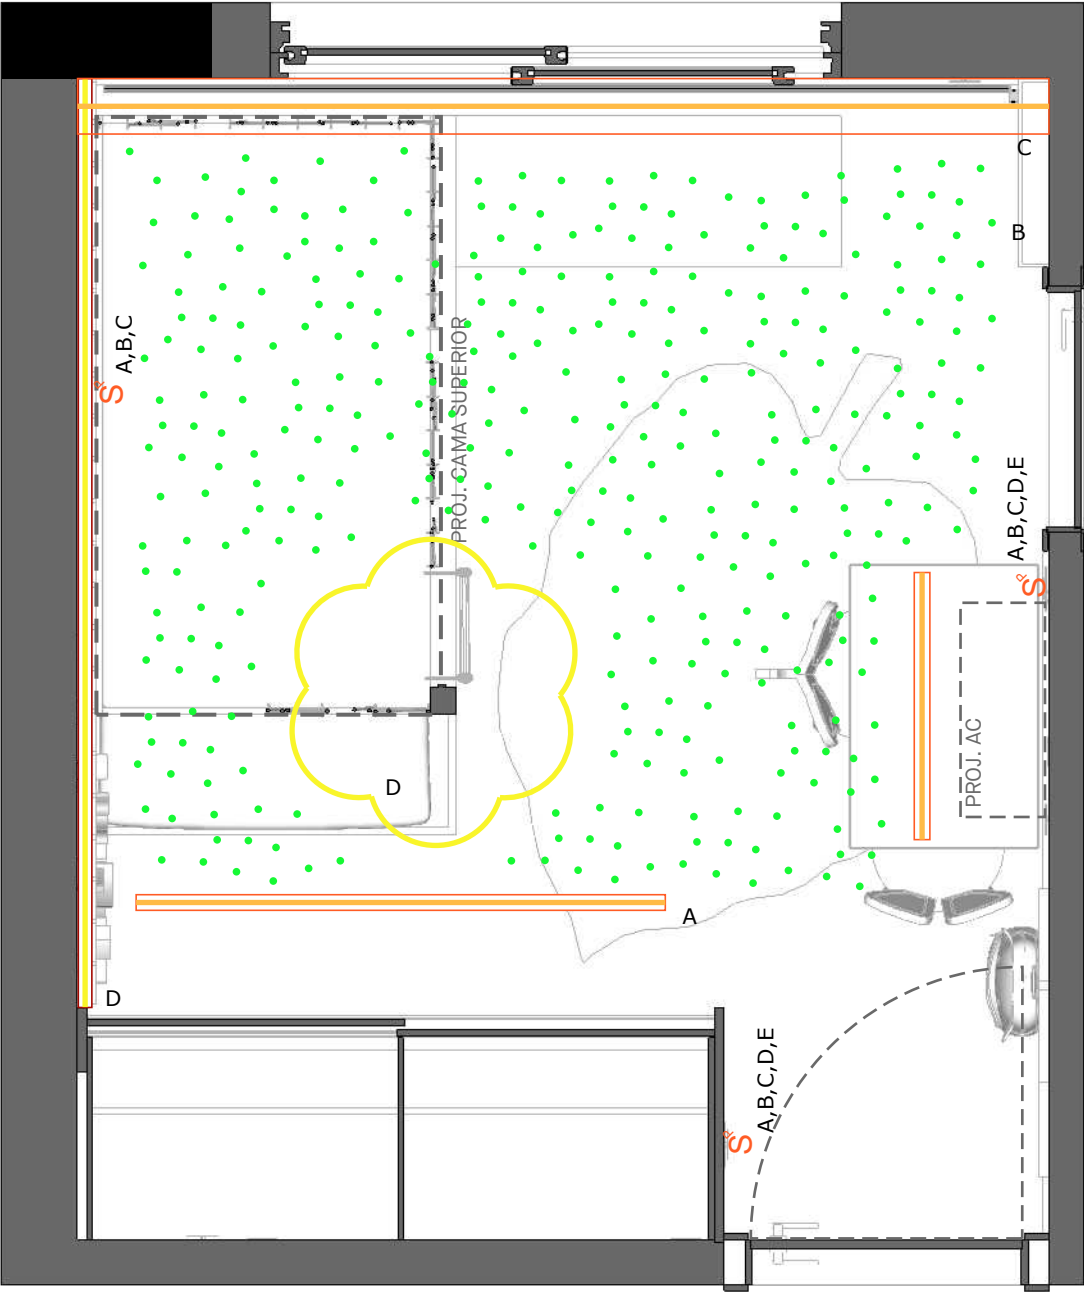 C
B
A,B,C
S
PROJ. CAMA SUPERIOR
A,B,C,D,E
S
PROJ. AC
D
A
D
A,B,C,D,E
S